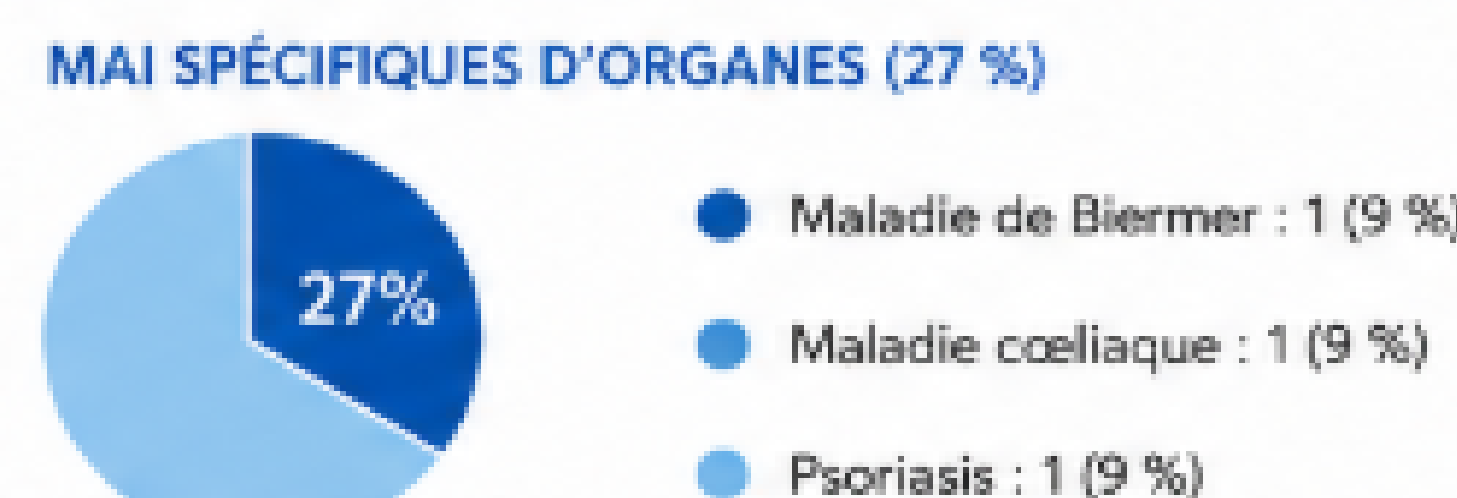 MAI SPÉCIFIQUES D'ORGANES (27 %)
27%
Maladie de Biermer : 1 (9 %)
Maladie cœliaque : 1 (9 %)
Psoriasis : 1 (9 %)